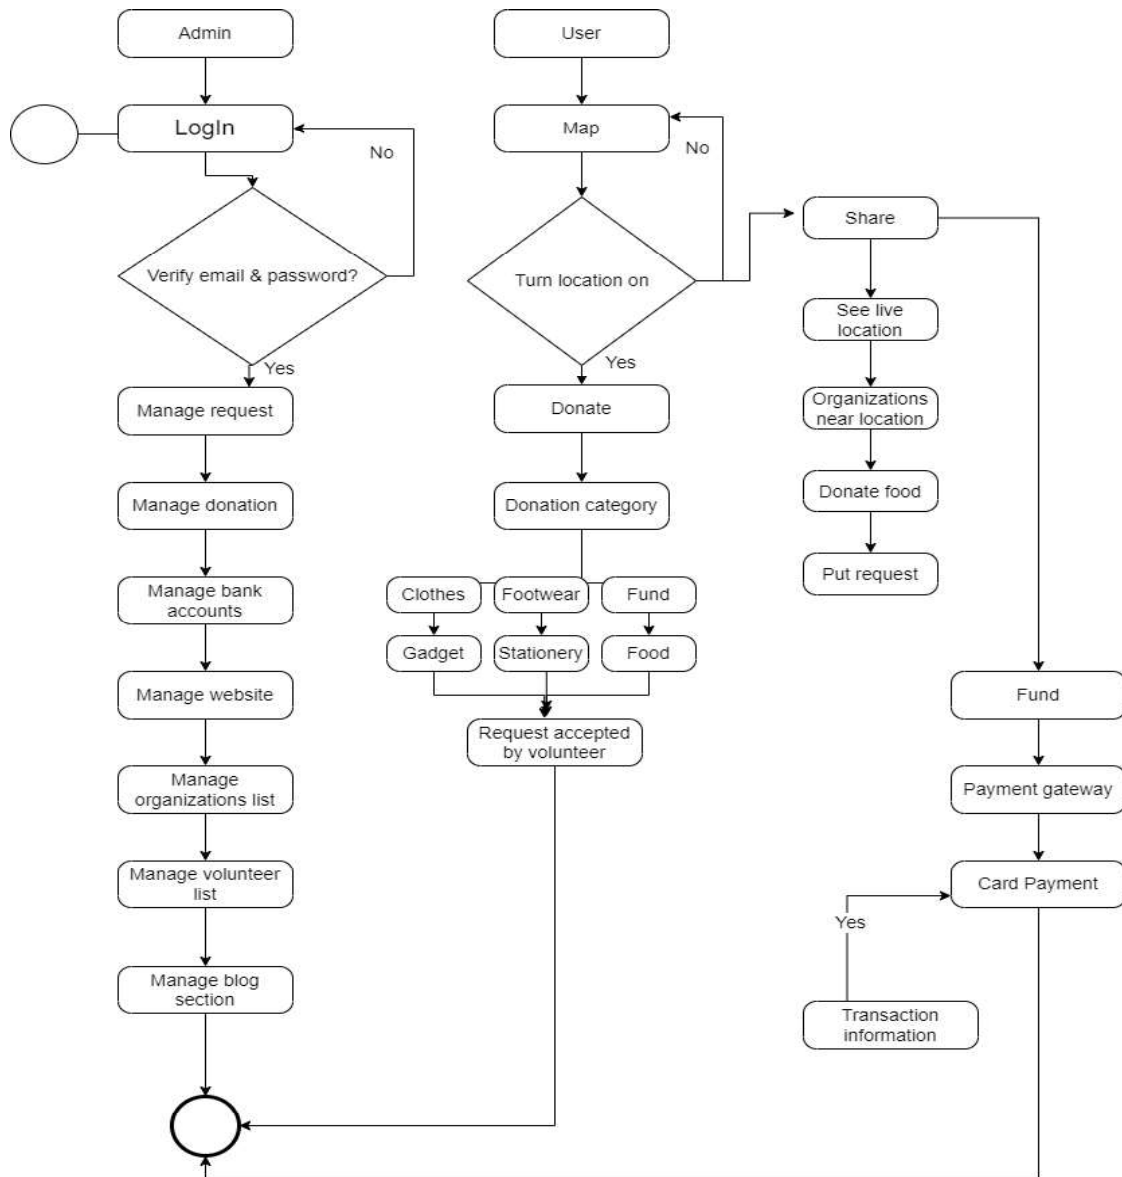 Admin
User
LogIn
Map
No
No
Share
Verify email & password?
Turn location on
See live
location
Yes
Yes
Manage request
Donate
Organizations
near location
Manage donation
Donation category
Donate food
Manage bank
accounts
Clothes
Footwear
Fund
Put request
Gadget
Stationery
Food
Manage website
Fund
Request accepted
by volunteer
Manage
organizations list
Payment gateway
Manage volunteer
list
Card Payment
Yes
Manage blog
section
Transaction
information